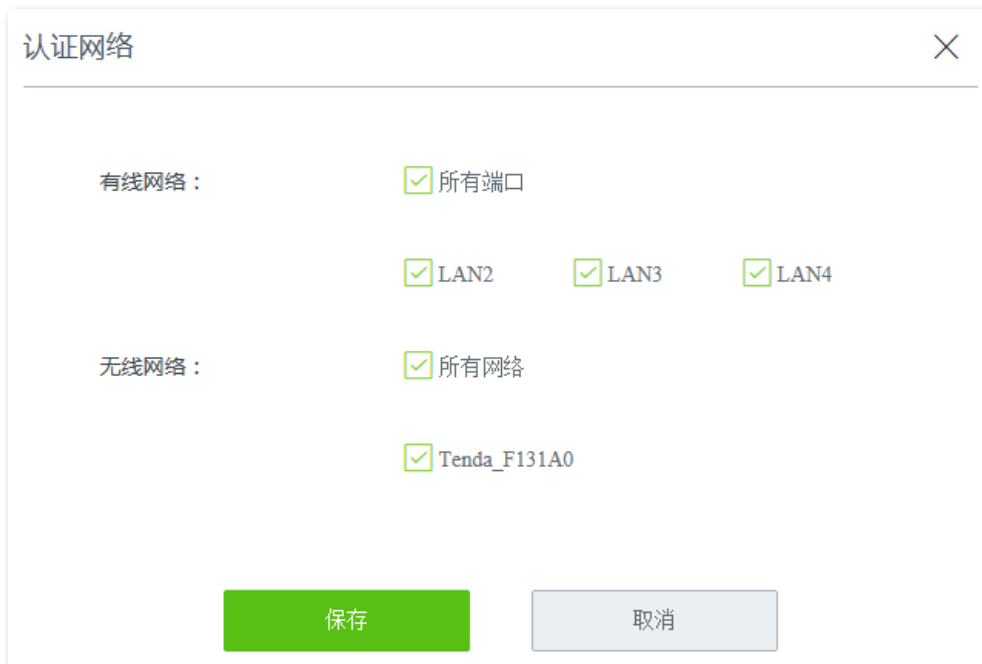 认证网络
有线网络：
所有端口
LAN2 LAN3 LAN4
无线网络：
所有网络
Tenda_F131A0
保存 取消